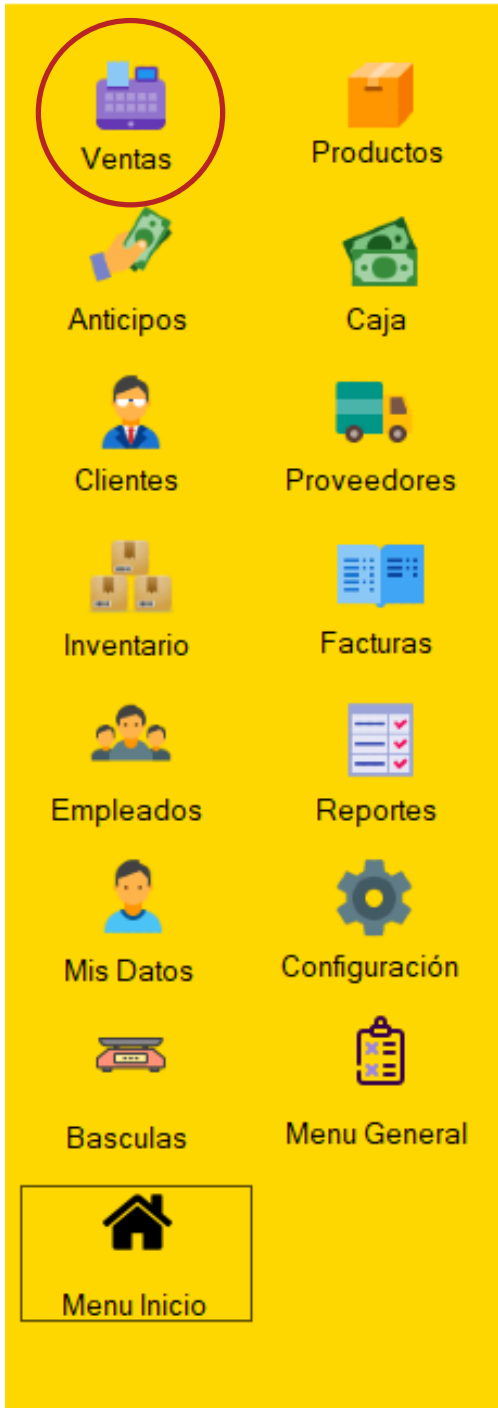 Ventas
Productos
Anticipos
Caja
Clientes
Proveedores
Inventario
Facturas
Empleados
Reportes
Mis Datos
Configuración
Basculas
Menu General
Menu Inicio